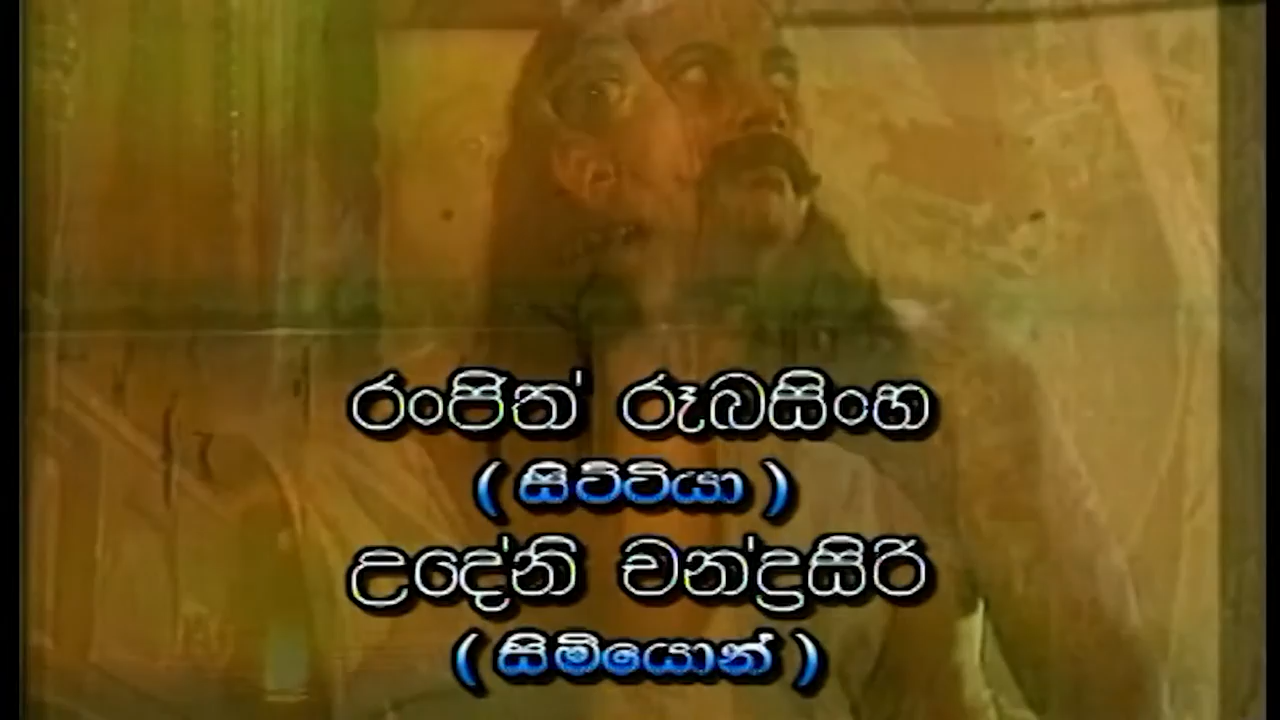 රංජිත් රූබසිංහ
(සිට්ටියා)
උදේනි චන්ද්‍රසිරි
(සිමියොන්)